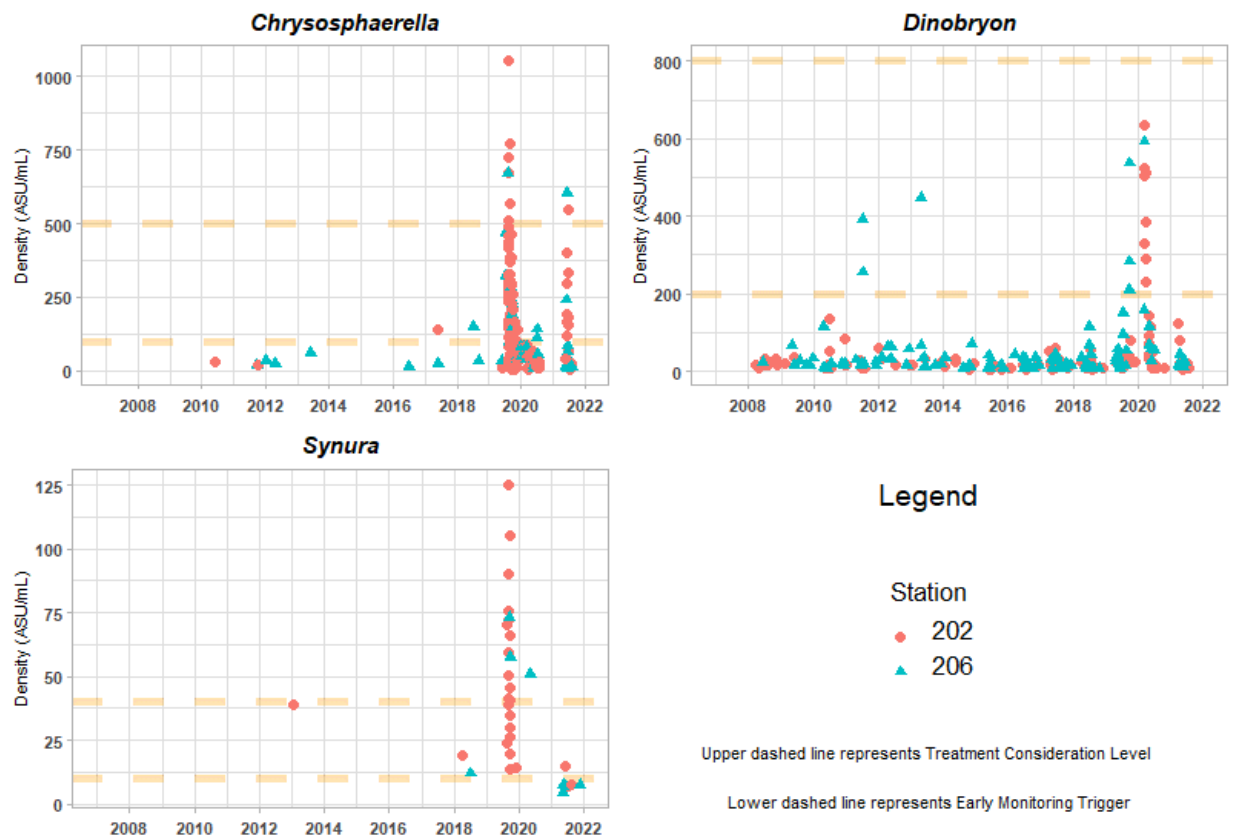 Chrysosphaerella
Density (ASU/mL)
1000
750
500
250
0
2008 2010 2012 2014 2016 2018 2020 2022
Dinobryon
Density (ASU/mL)
800
600
400
200
0
2008 2010 2012 2014 2016 2018 2020 2022
Synura
Density (ASU/mL)
125
100
75
50
25
0
2008 2010 2012 2014 2016 2018 2020 2022
Legend
Station
202
206
Upper dashed line represents Treatment Consideration Level
Lower dashed line represents Early Monitoring Trigger